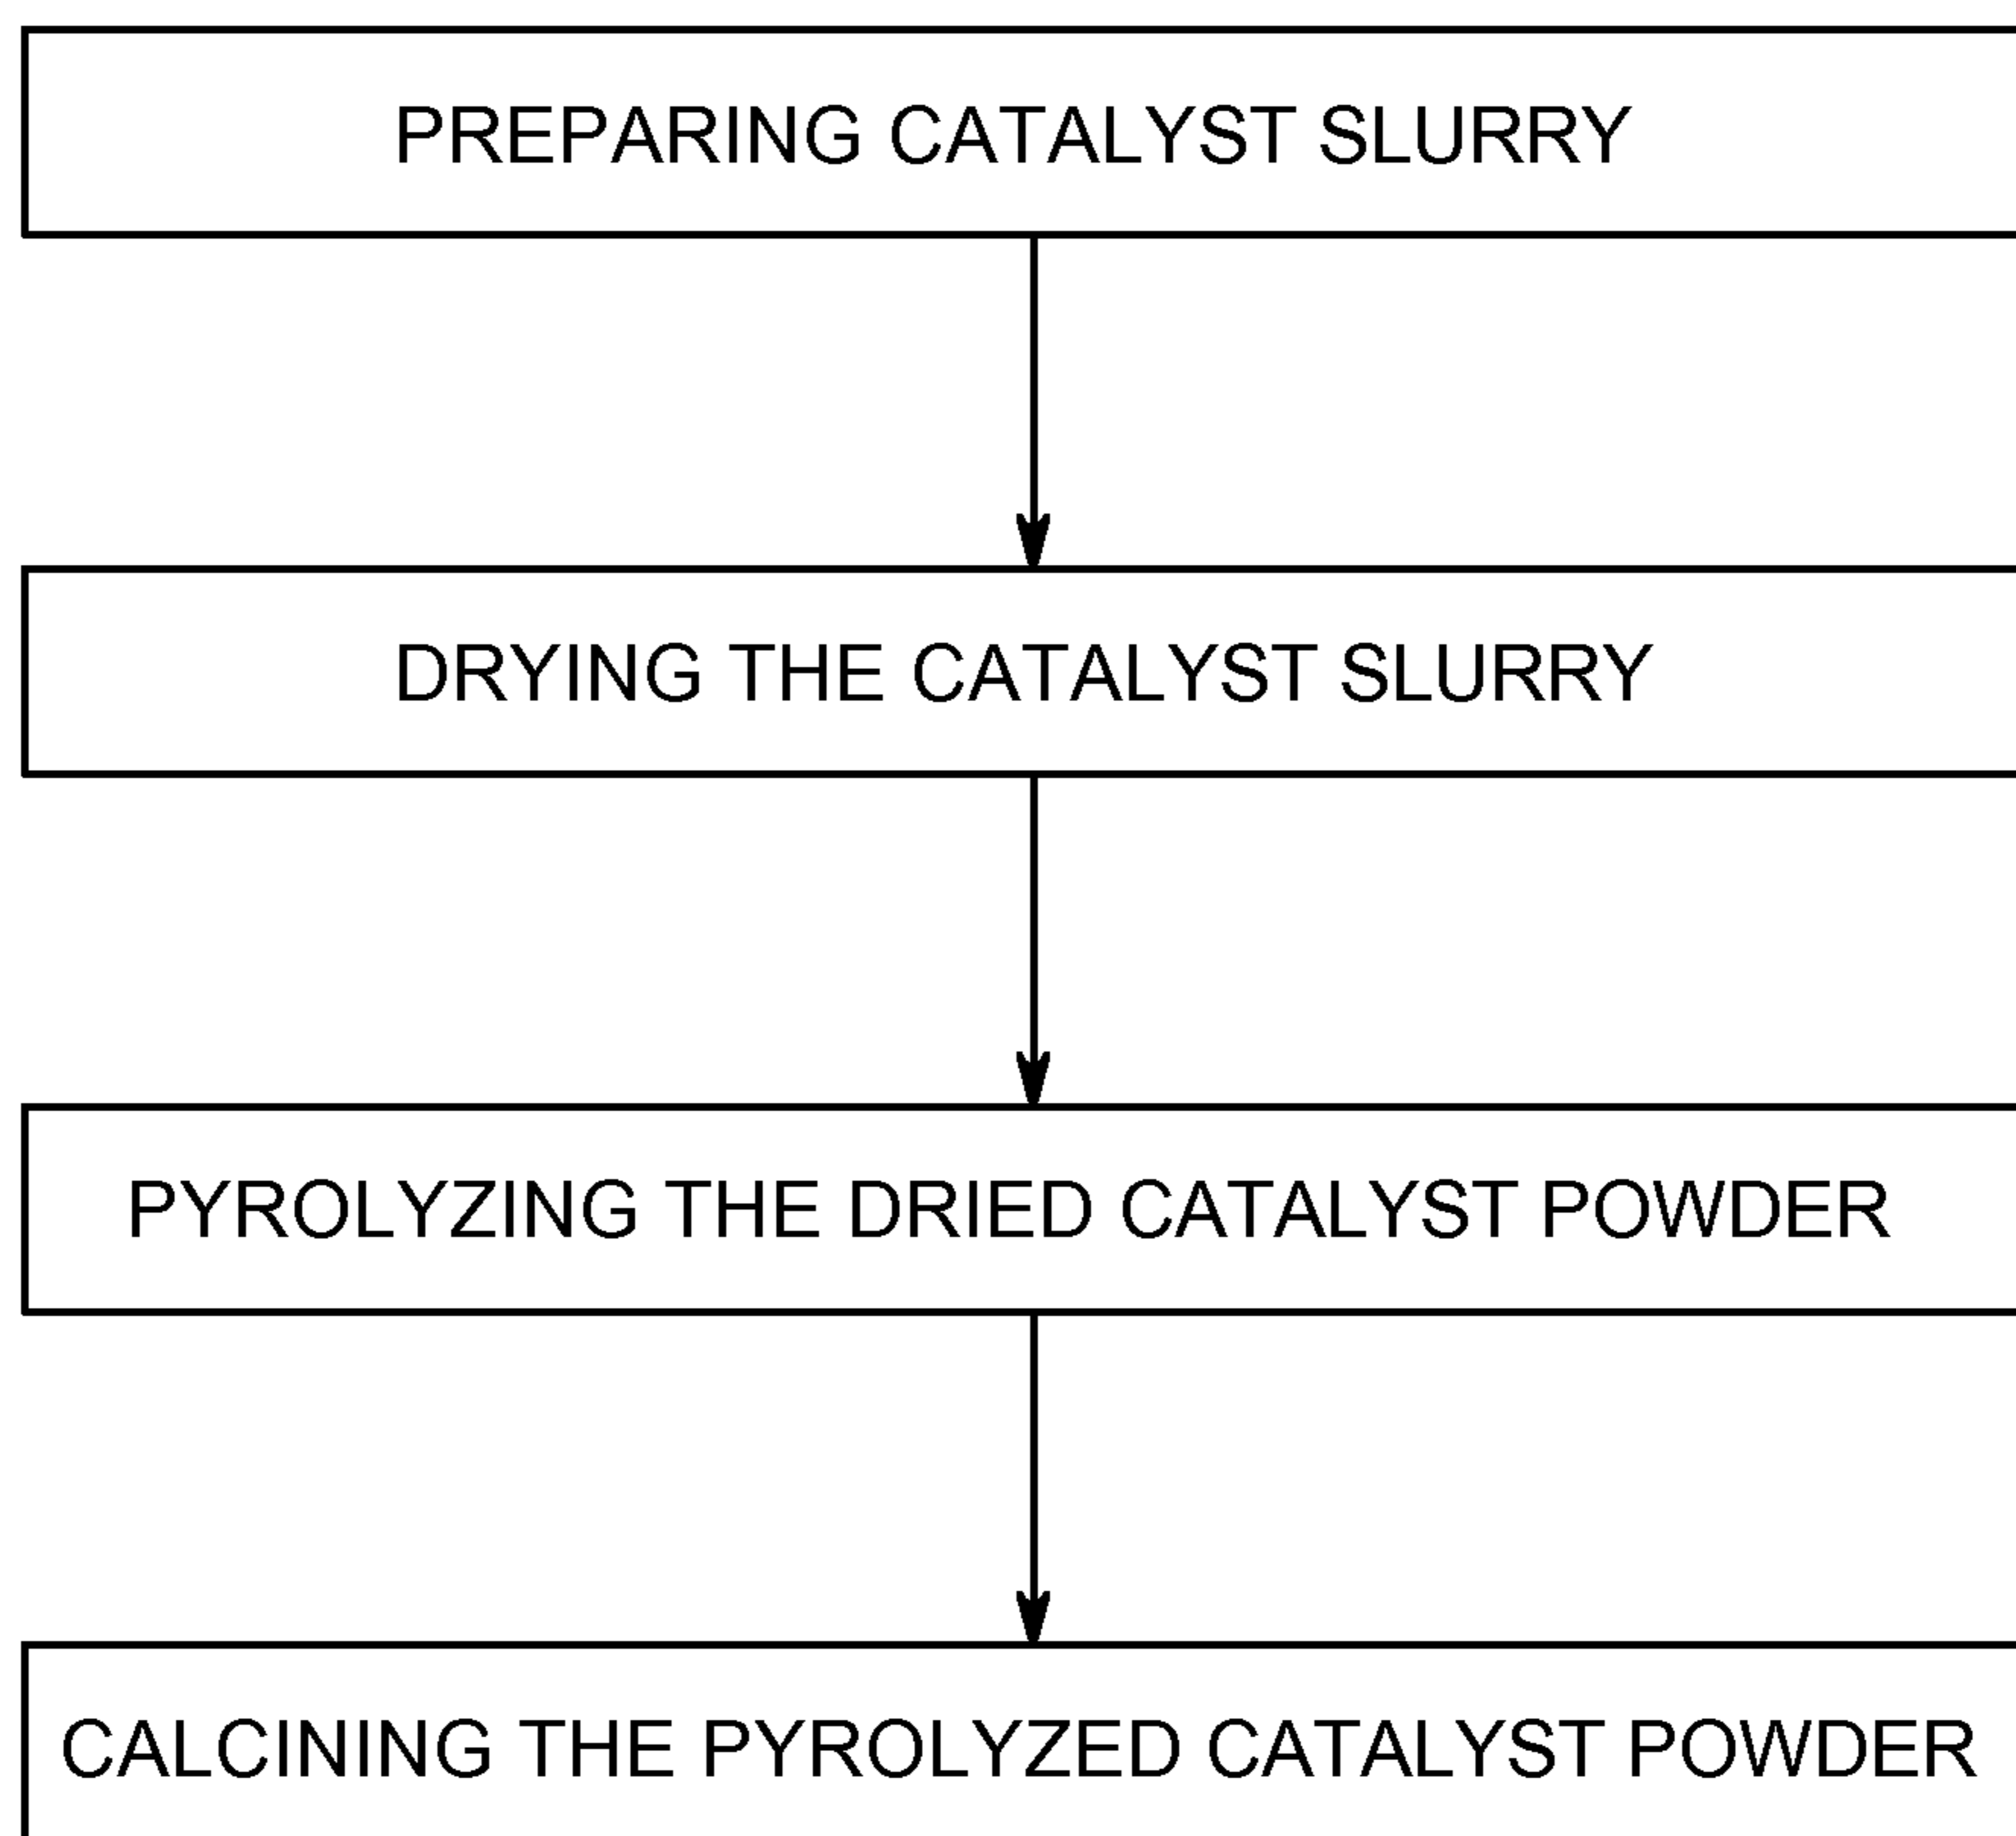 PREPARING CATALYST SLURRY
DRYING THE CATALYST SLURRY
PYROLYZING THE DRIED CATALYST POWDER
CALCINING THE PYROLYZED CATALYST POWDER